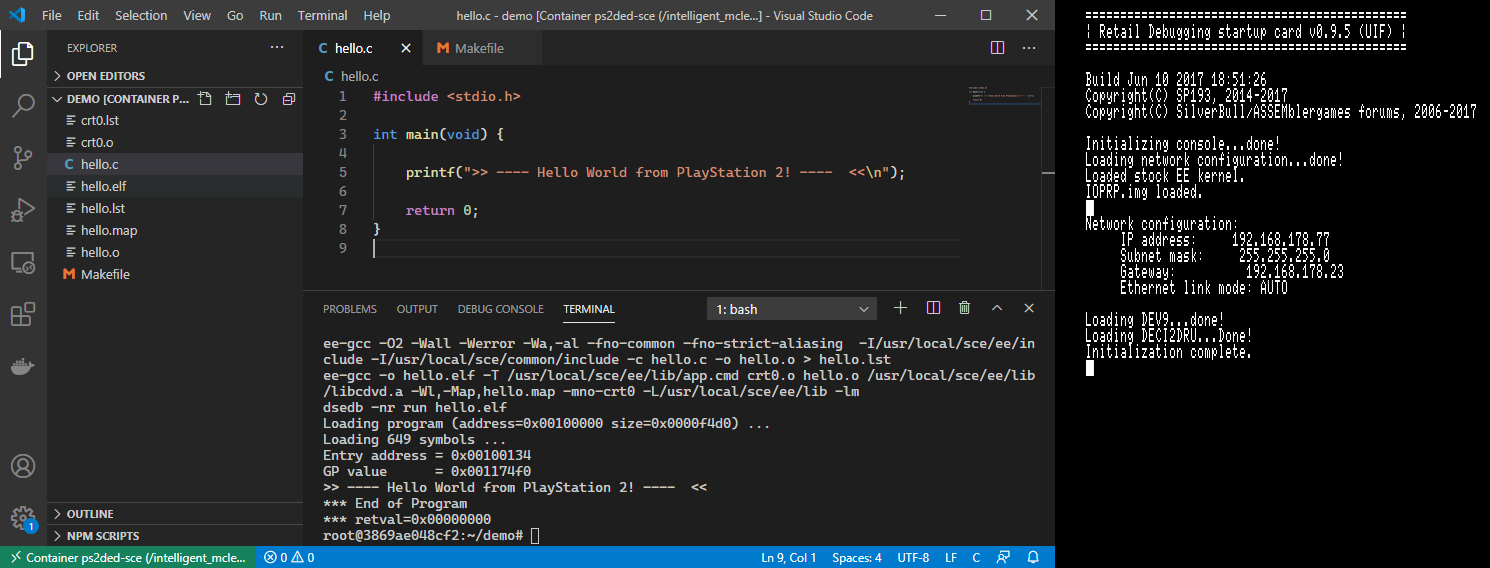 File Edit Selection View Go Run Terminal Help
hello.c - demo [Container ps2ded-sce (/intelligent_mcle...] - Visual Studio Code
EXPLORER
OPEN EDITORS
DEMO [CONTAINER P...
crt0.lst
crt0.o
C hello.c
hello.elf
hello.lst
hello.map
hello.o
M Makefile
OUTLINE
NPM SCRIPTS
1
C hello.c
M Makefile
C hello.c
1 #include <stdio.h>
2
3 int main(void) {
4
5 printf(">> ---- Hello World from PlayStation 2! ----  <<\n");
6
7 return 0;
8 }
9
PROBLEMS OUTPUT DEBUG CONSOLE TERMINAL
1: bash
ee-gcc -O2 -Wall -Werror -Wa,-al -fno-common -fno-strict-aliasing  -I/usr/local/sce/ee/in
clude -I/usr/local/sce/common/include -c hello.c -o hello.o > hello.lst
ee-gcc -o hello.elf -T /usr/local/sce/ee/lib/app.cmd crt0.o hello.o /usr/local/sce/ee/lib
/libcdvd.a -Wl,-Map,hello.map -mno-crt0 -L/usr/local/sce/ee/lib -lm
dsedb -nr run hello.elf
Loading program (address=0x00100000 size=0x0000f4d0) ...
Loading 649 symbols ...
Entry address = 0x00100134
GP value      = 0x001174f0
>> ---- Hello World from PlayStation 2! ----  <<
*** End of Program
*** retval=0x00000000
root@3869ae048cf2:~/demo#
Container ps2ded-sce (/intelligent_mcle...
0 0
Ln 9, Col 1 Spaces: 4 UTF-8 LF C
==============================================
| Retail Debugging startup card v0.9.5 (UIF) |
==============================================
Build Jun 10 2017 18:51:26
Copyright(C) SP193, 2014-2017
Copyright(C) SilverBull/ASSEMblergames forums, 2006-2017
Initializing console...done!
Loading network configuration...done!
Loaded stock EE kernel.
IOPRP.img loaded.
Network configuration:
IP address: 192.168.178.77
Subnet mask: 255.255.255.0
Gateway: 192.168.178.23
Ethernet link mode: AUTO
Loading DEV9...done!
Loading DECI2DRU...Done!
Initialization complete.